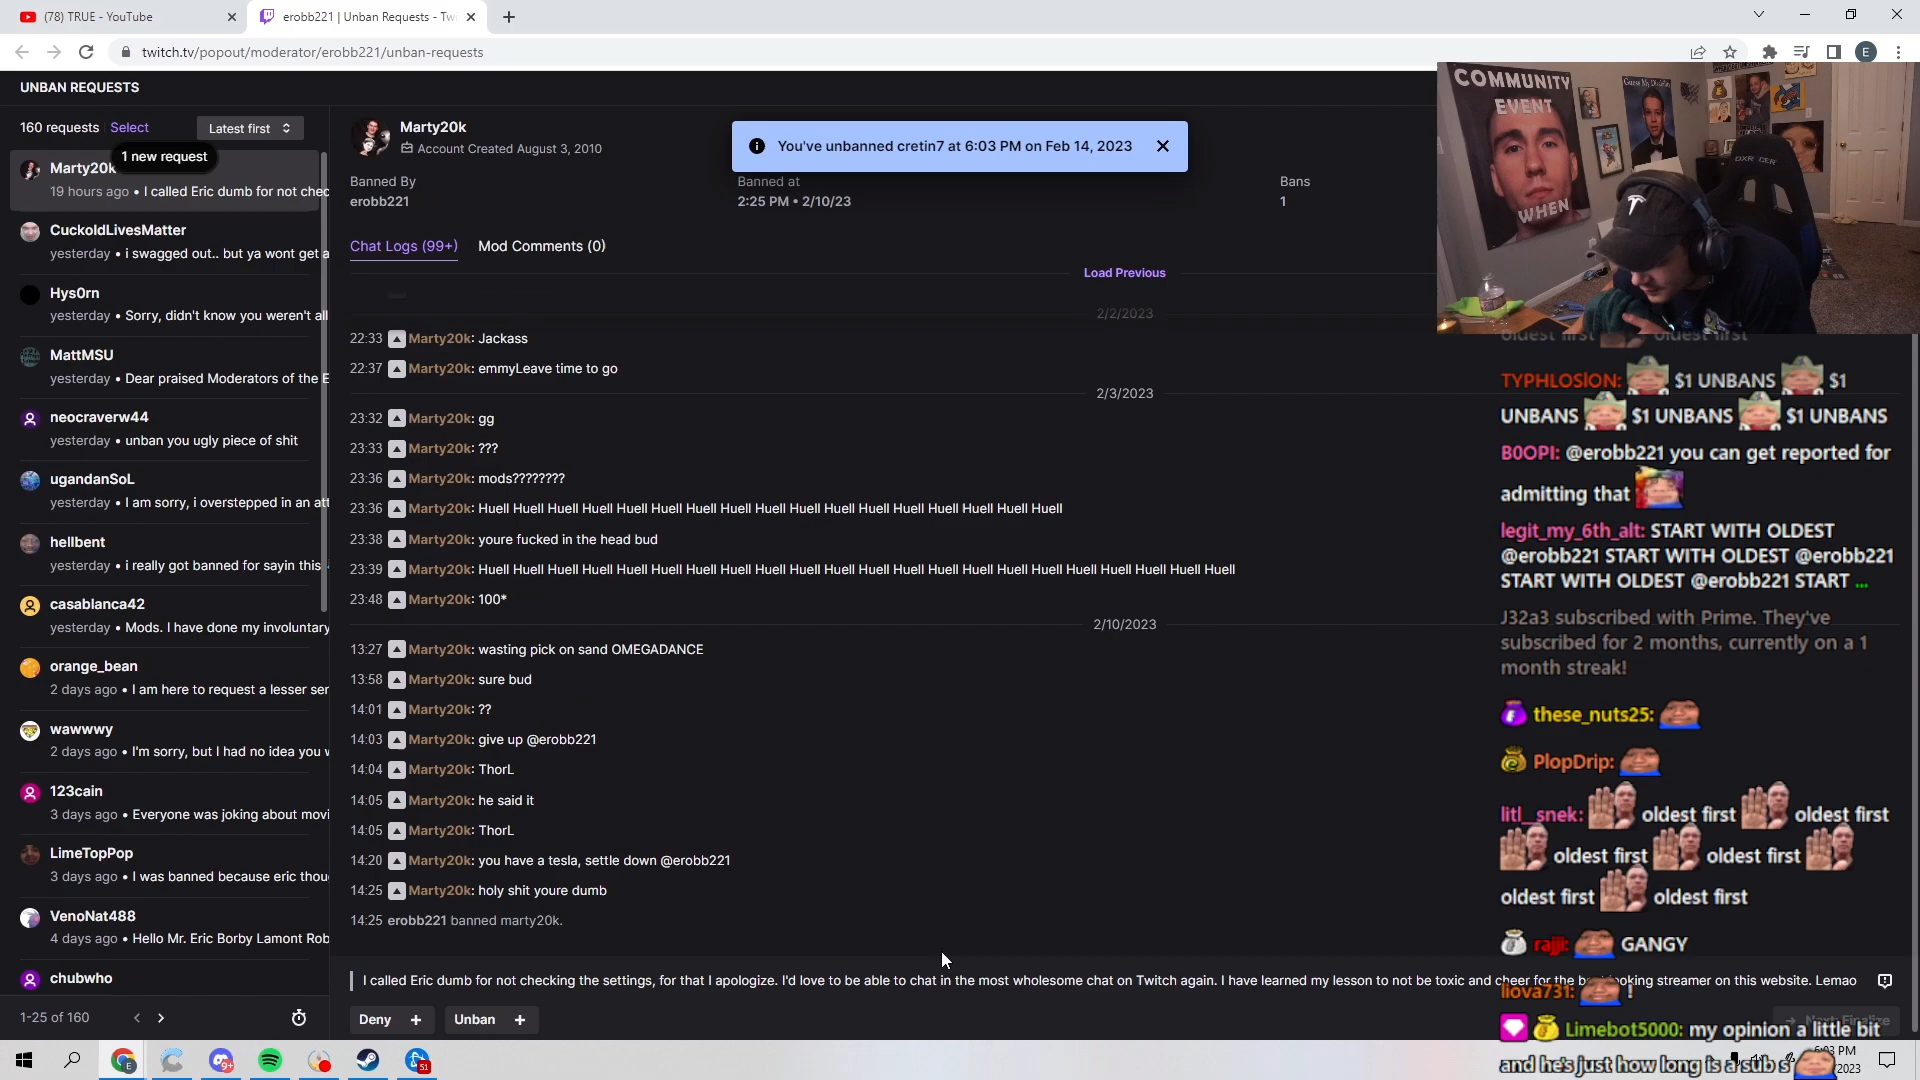 (78) TRUE - YouTube
erobb221 | Unban Requests - Tw
twitch.tv/popout/moderator/erobb221/unban-requests
E
UNBAN REQUESTS
160 requests Select Latest first
1 new request
Marty20k
19 hours ago • I called Eric dumb for not chec
CuckoldLivesMatter
yesterday • i swagged out.. but ya wont get a
Hys0rn
yesterday • Sorry, didn't know you weren't all
MattMSU
yesterday • Dear praised Moderators of the E
neocraverw44
yesterday • unban you ugly piece of shit
ugandanSoL
yesterday • I am sorry, i overstepped in an att
hellbent
yesterday • i really got banned for sayin this
casablanca42
yesterday • Mods. I have done my involuntary
orange_bean
2 days ago • I am here to request a lesser ser
wawwwy
2 days ago • I'm sorry, but I had no idea you w
123cain
3 days ago • Everyone was joking about movi
LimeTopPop
3 days ago • I was banned because eric thou
VenoNat488
4 days ago • Hello Mr. Eric Borby Lamont Rob
chubwho
1-25 of 160
Marty20k
Account Created August 3, 2010
You've unbanned cretin7 at 6:03 PM on Feb 14, 2023
Banned By
erobb221
Banned at
2:25 PM • 2/10/23
Bans
1
Chat Logs (99+) Mod Comments (0)
Load Previous
2/2/2023
22:33 Marty20k: Jackass
22:37 Marty20k: emmyLeave time to go
2/3/2023
23:32 Marty20k: gg
23:33 Marty20k: ???
23:36 Marty20k: mods????????
23:36 Marty20k: Huell Huell Huell Huell Huell Huell Huell Huell Huell Huell Huell Huell Huell Huell Huell Huell Huell
23:38 Marty20k: youre fucked in the head bud
23:39 Marty20k: Huell Huell Huell Huell Huell Huell Huell Huell Huell Huell Huell Huell Huell Huell Huell Huell Huell Huell Huell Huell Huell Huell
23:48 Marty20k: 100*
2/10/2023
13:27 Marty20k: wasting pick on sand OMEGADANCE
13:58 Marty20k: sure bud
14:01 Marty20k: ??
14:03 Marty20k: give up @erobb221
14:04 Marty20k: ThorL
14:05 Marty20k: he said it
14:05 Marty20k: ThorL
14:20 Marty20k: you have a tesla, settle down @erobb221
14:25 Marty20k: holy shit youre dumb
14:25 erobb221 banned marty20k.
I called Eric dumb for not checking the settings, for that I apologize. I'd love to be able to chat in the most wholesome chat on Twitch again. I have learned my lesson to not be toxic and cheer for the b oking streamer on this website. Lemao
Deny + Unban +
Next: Finalize
COMMUNITY
EVENT
WHEN
DXR CER
oldest first oldest first
TYPHLOSION: $1 UNBANS $1
UNBANS $1 UNBANS $1 UNBANS
B0OPI: @erobb221 you can get reported for
admitting that
legit_my_6th_alt: START WITH OLDEST
@erobb221 START WITH OLDEST @erobb221
START WITH OLDEST @erobb221 START ...
J32a3 subscribed with Prime. They've
subscribed for 2 months, currently on a 1
month streak!
these_nuts25:
PlopDrip:
litl__snek: oldest first oldest first
oldest first oldest first
oldest first oldest first
rajji: GANGY
liova731: !
Limebot5000: my opinion a little bit
and he's just how long is a sub s
9+
51
6:03 PM
2023